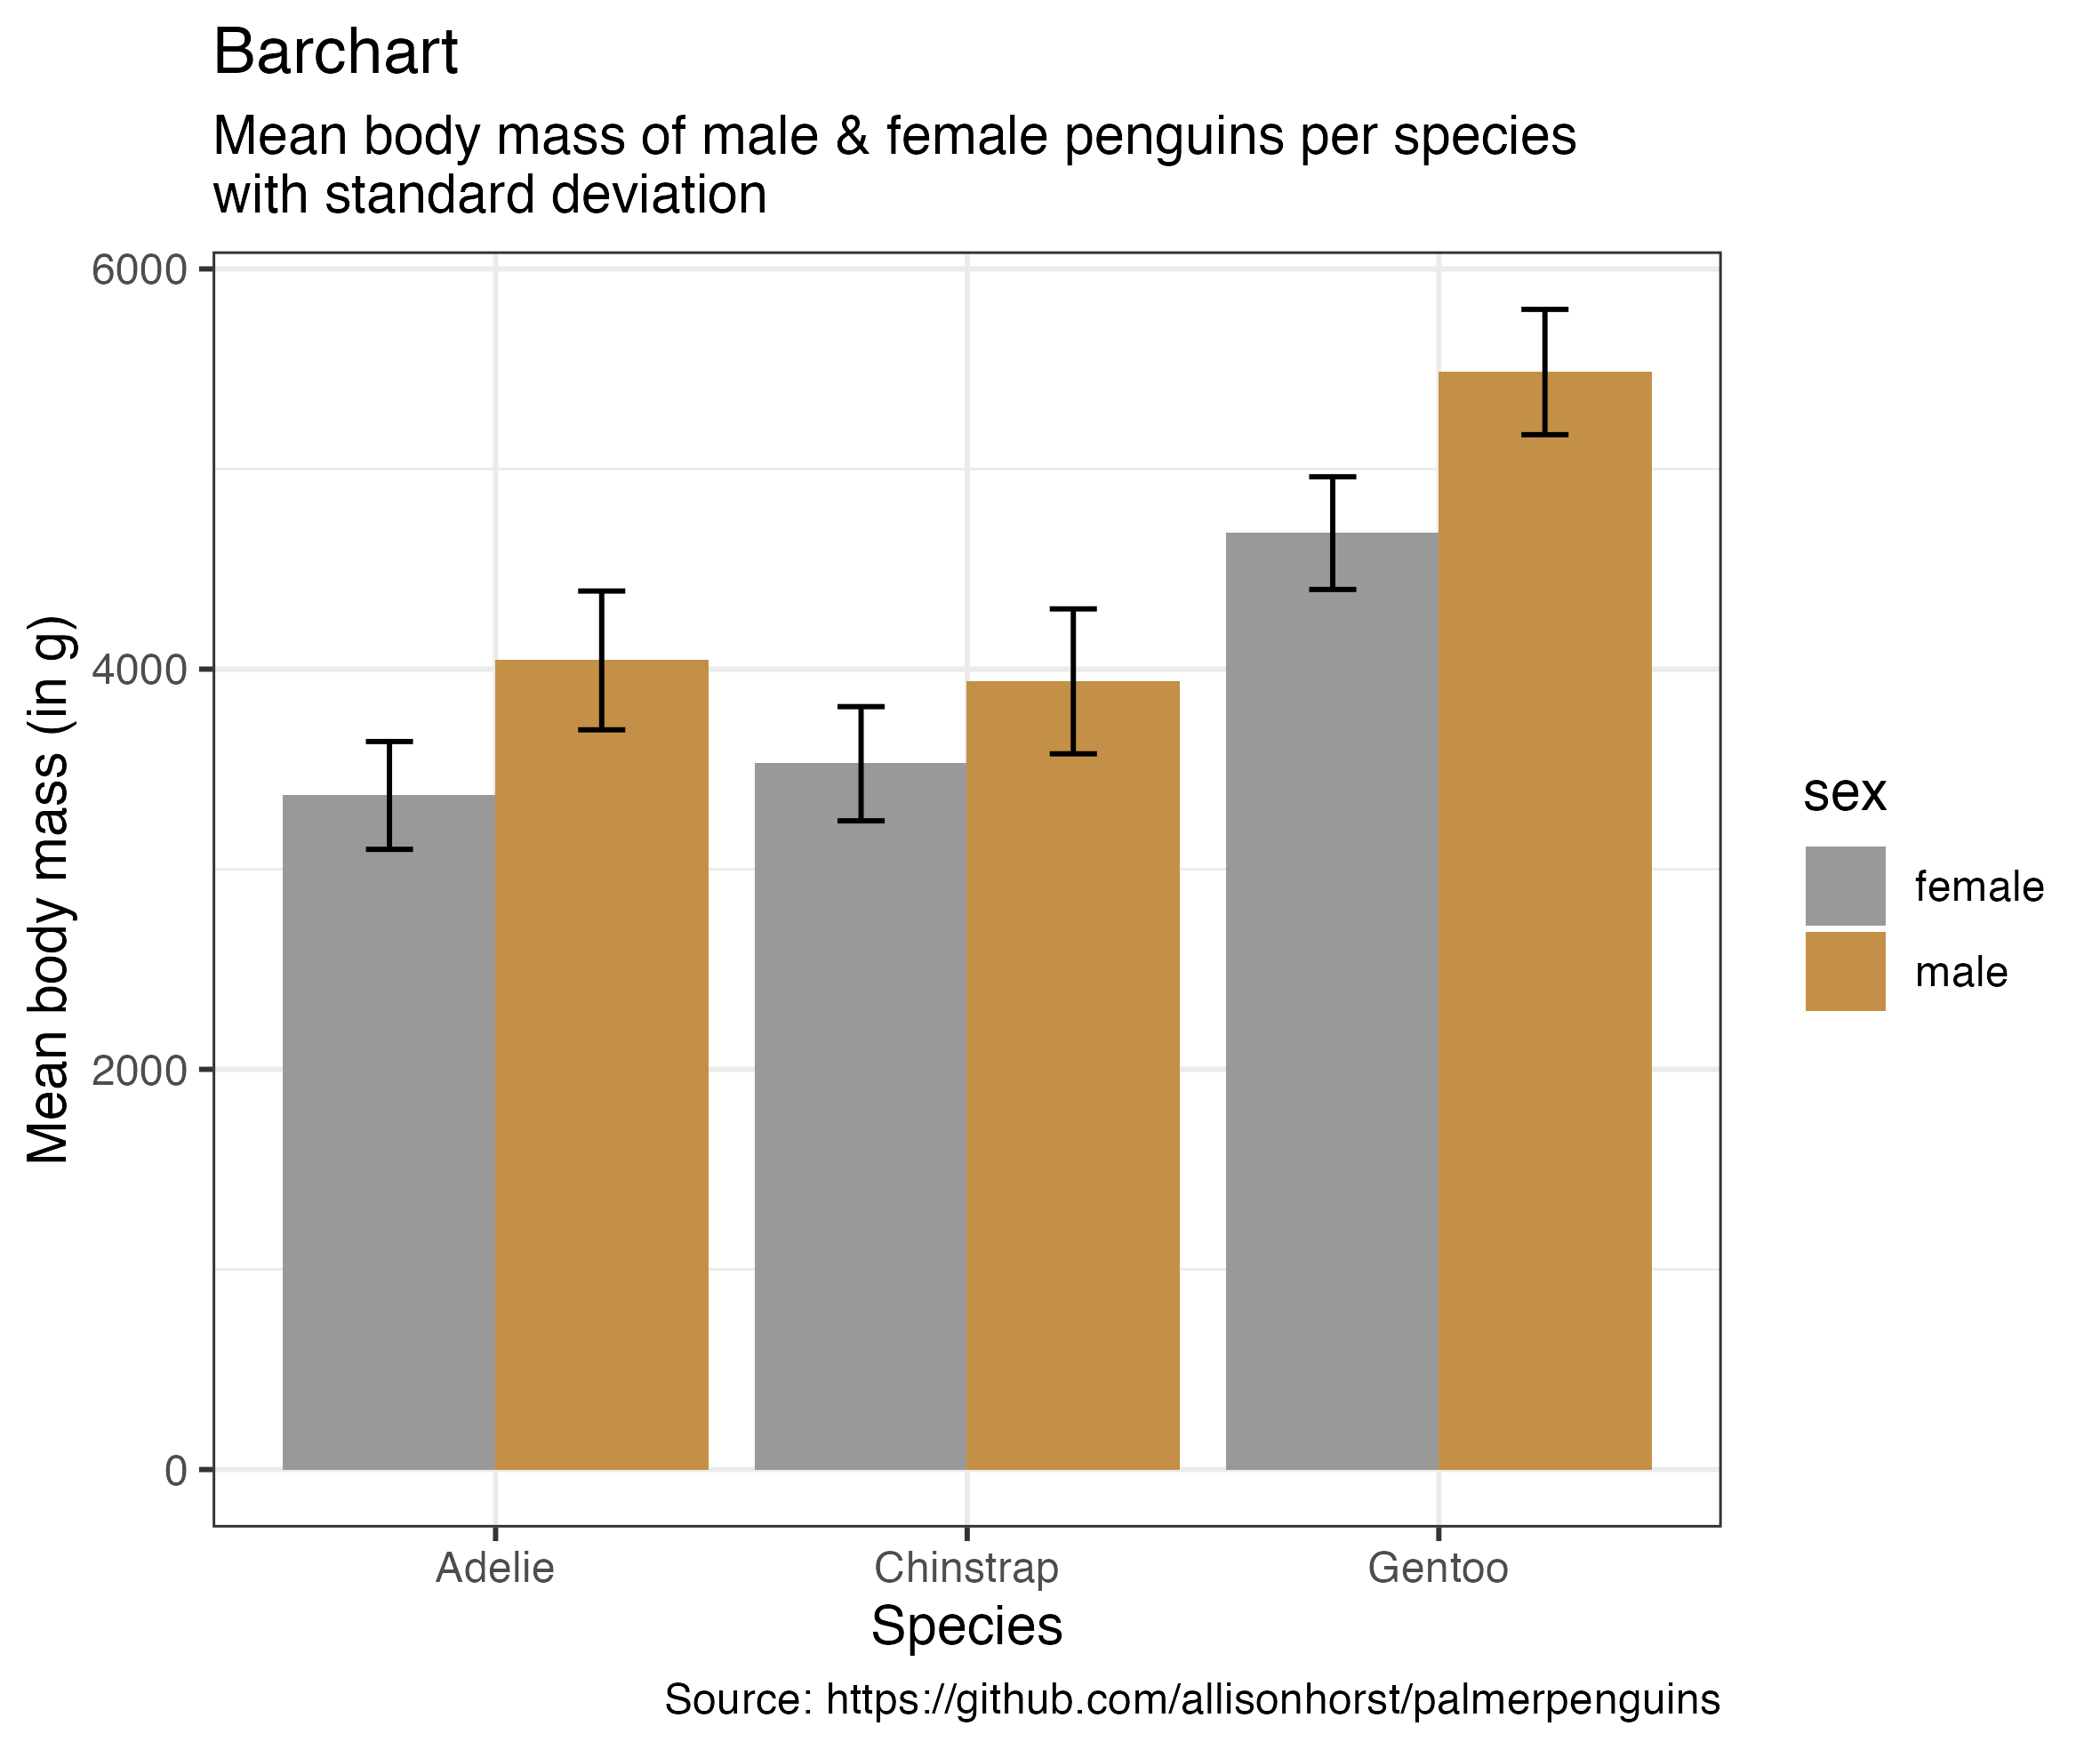 Barchart
Mean body mass of male & female penguins per species
with standard deviation
Mean body mass (in g)
6000
4000
2000
0
Adelie
Chinstrap
Gentoo
Species
sex
female
male
Source: https://github.com/allisonhorst/palmerpenguins